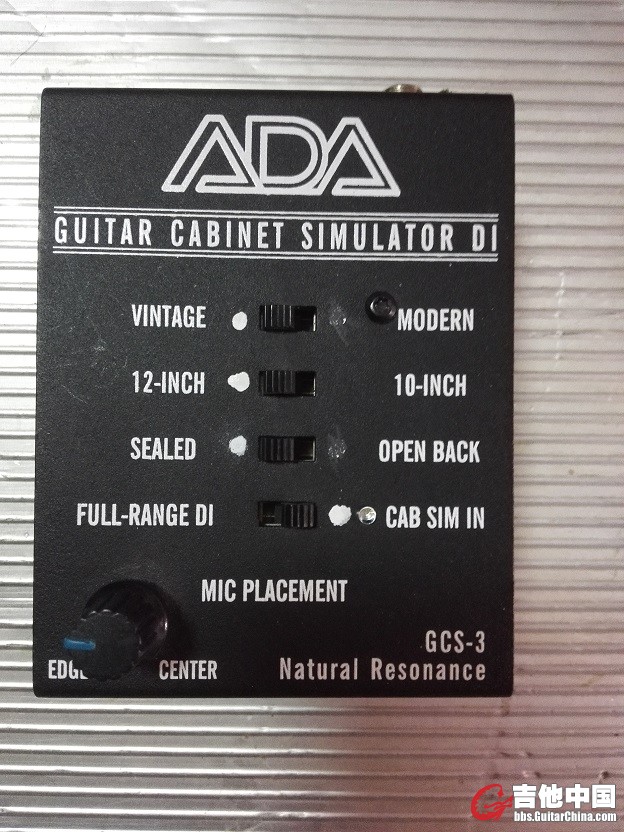 ADA
GUITAR CABINET SIMULATOR DI
VINTAGE MODERN
12-INCH 10-INCH
SEALED OPEN BACK
FULL-RANGE DI CAB SIM IN
MIC PLACEMENT
GCS-3
EDGE CENTER Natural Resonance
吉他中国
bbs.GuitarChina.com